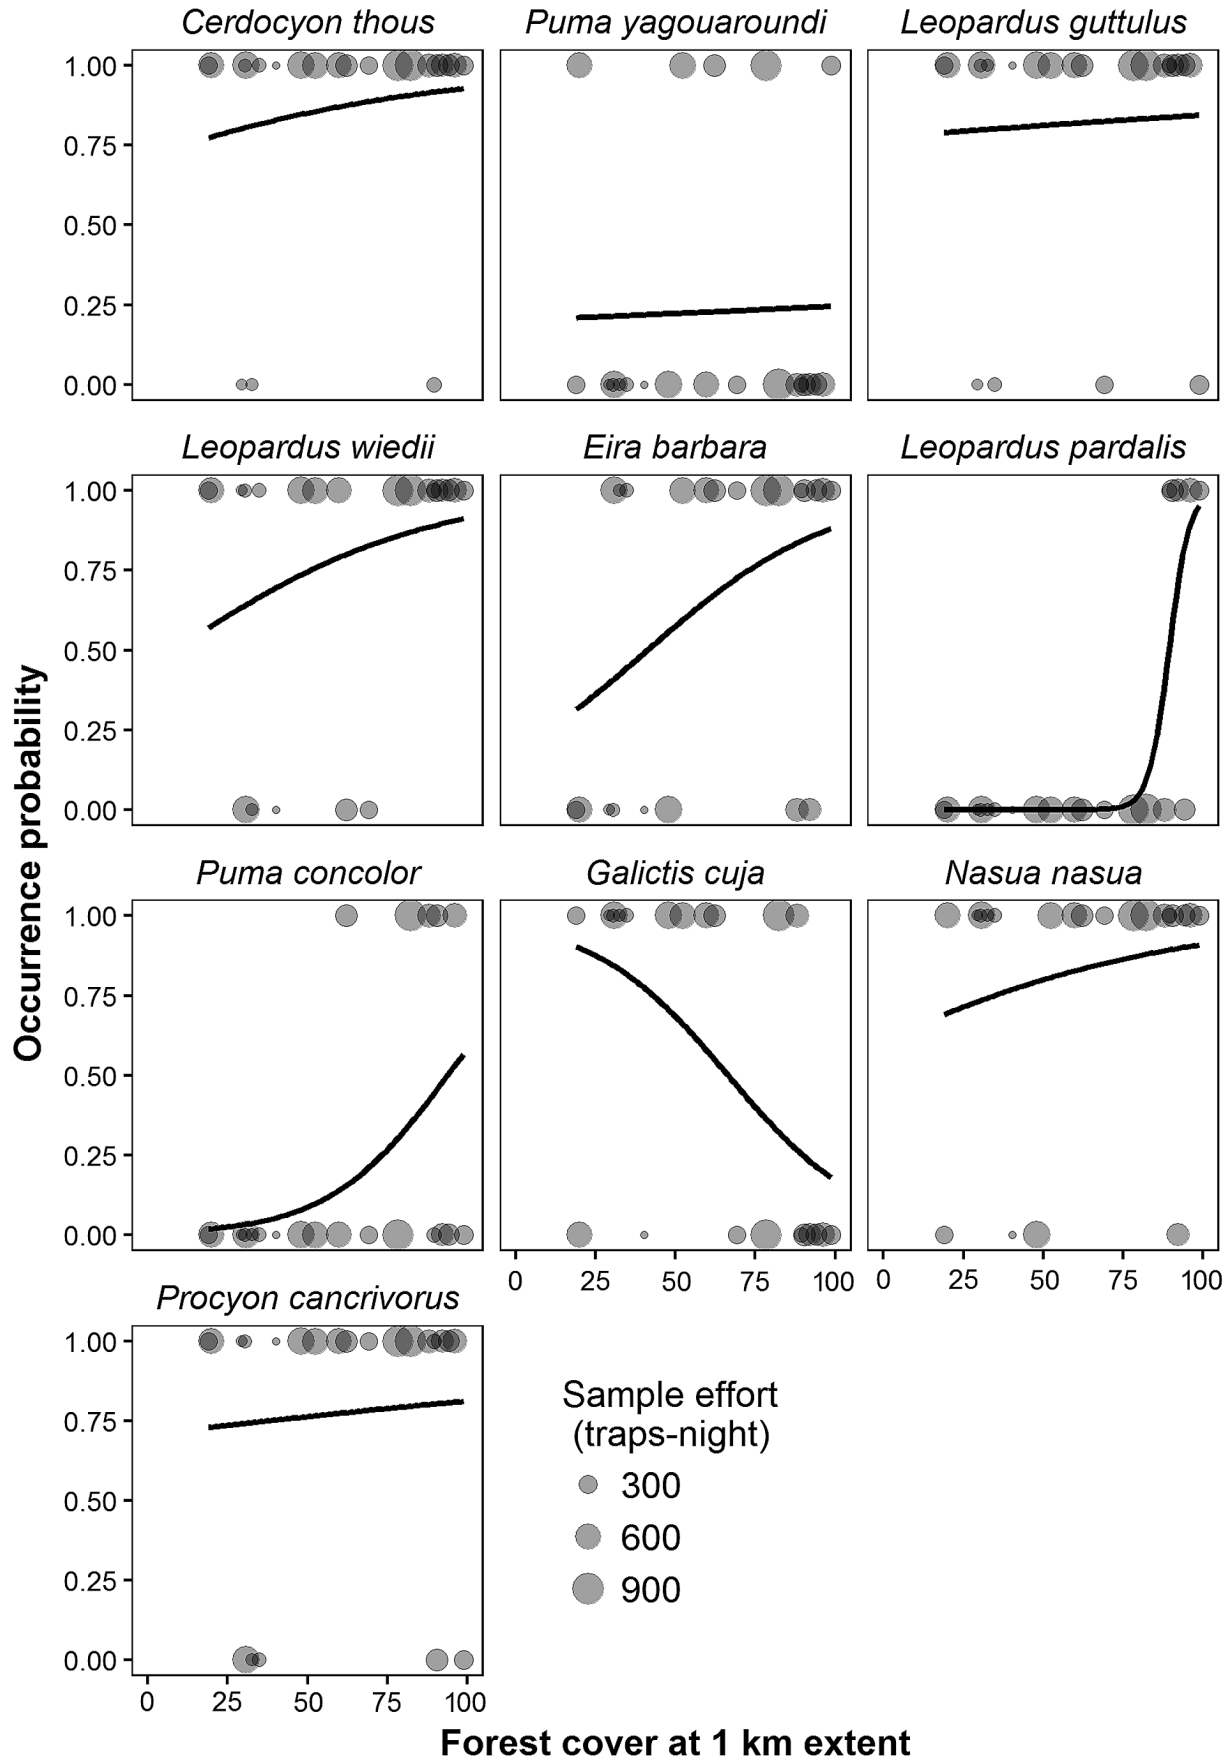 Cerdocyon thous
Puma yagouaroundi
Leopardus guttulus
1.00
0.75
0.50
0.25
0.00
Leopardus wiedii
Eira barbara
Leopardus pardalis
1.00
0.75
0.50
0.25
0.00
Occurrence probability
Puma concolor
Galictis cuja
Nasua nasua
1.00
0.75
0.50
0.25
0.00
0 25 50 75 100
0 25 50 75 100
Procyon cancrivorus
1.00
0.75
0.50
0.25
0.00
0 25 50 75 100
Sample effort
(traps-night)
300
600
900
Forest cover at 1 km extent